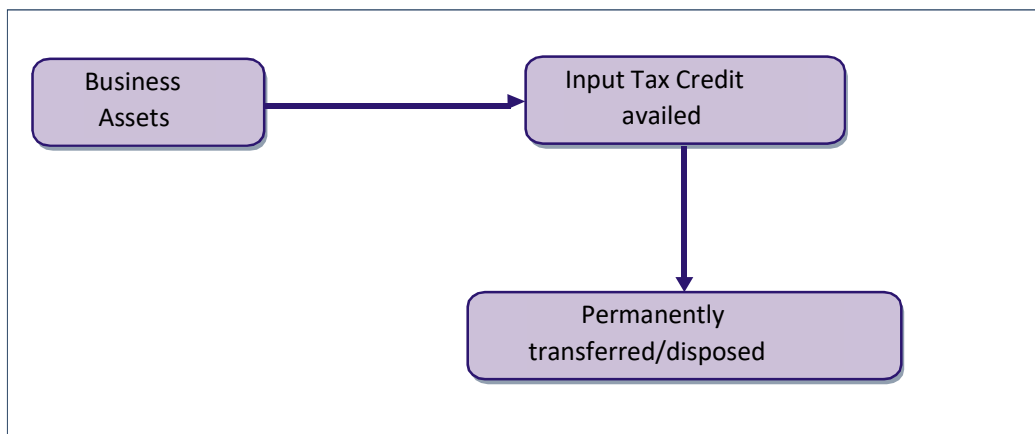 Business
Assets
Input Tax Credit
availed
Permanently
transferred/disposed